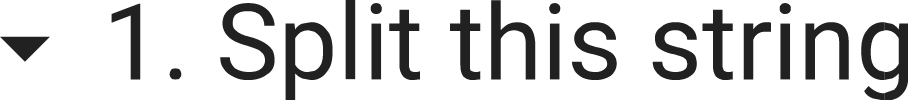 1. Split this string